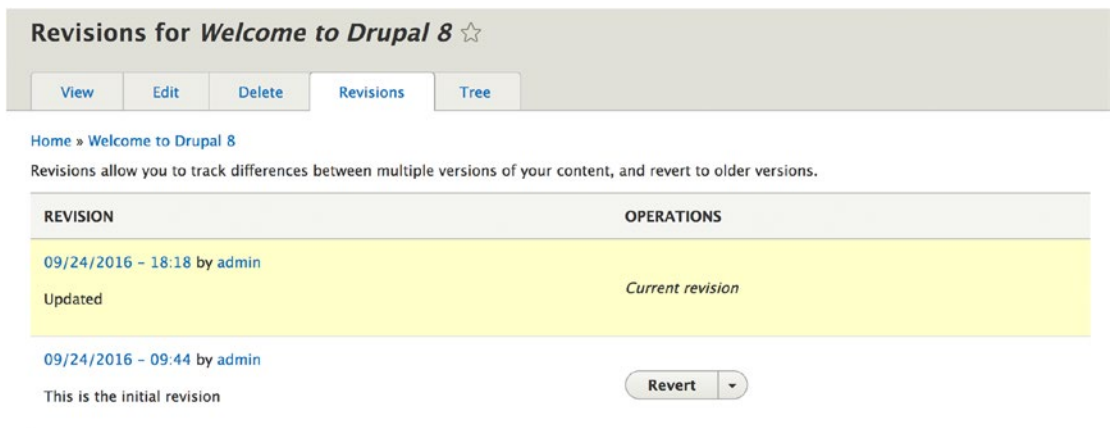 Revisions for Welcome to Drupal 8
View Edit Delete Revisions Tree
Home » Welcome to Drupal 8
Revisions allow you to track differences between multiple versions of your content, and revert to older versions.
REVISION OPERATIONS
09/24/2016 – 18:18 by admin
Updated
Current revision
09/24/2016 – 09:44 by admin
This is the initial revision
Revert